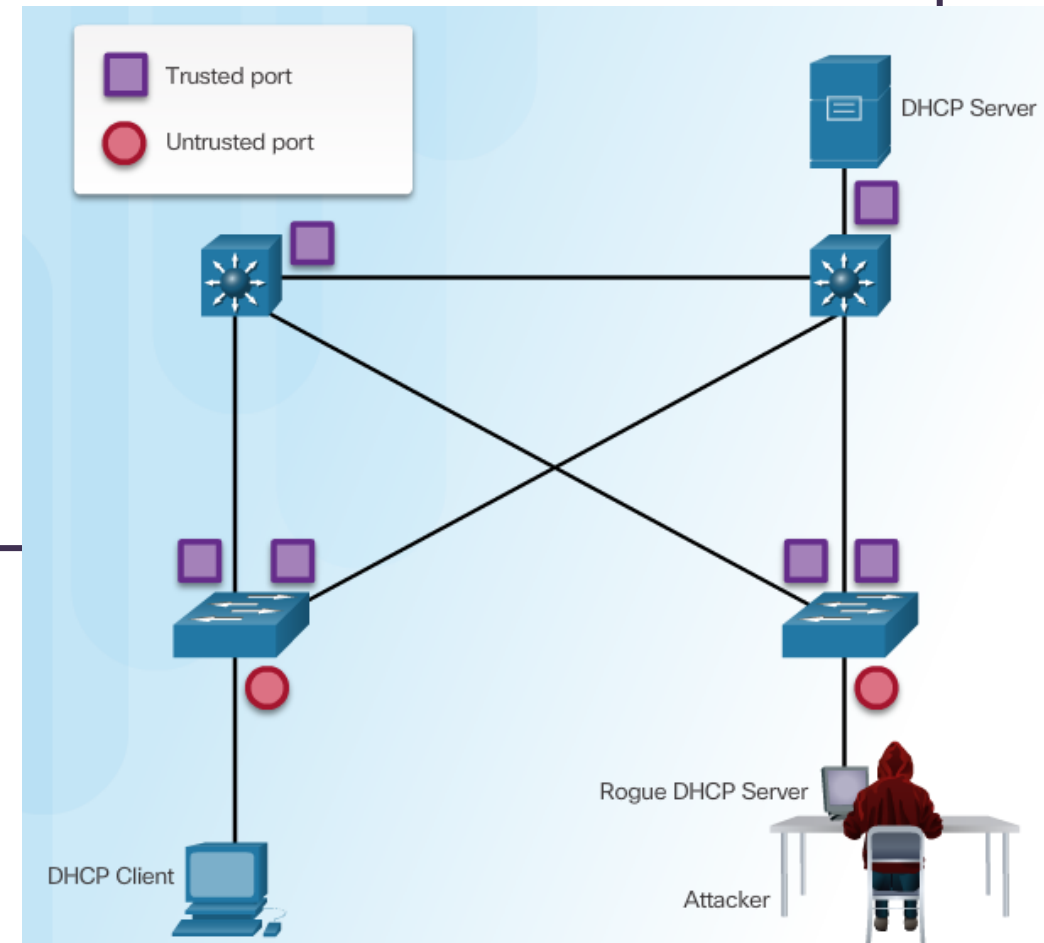 Trusted port
Untrusted port
DHCP Server
Rogue DHCP Server
DHCP Client
Attacker